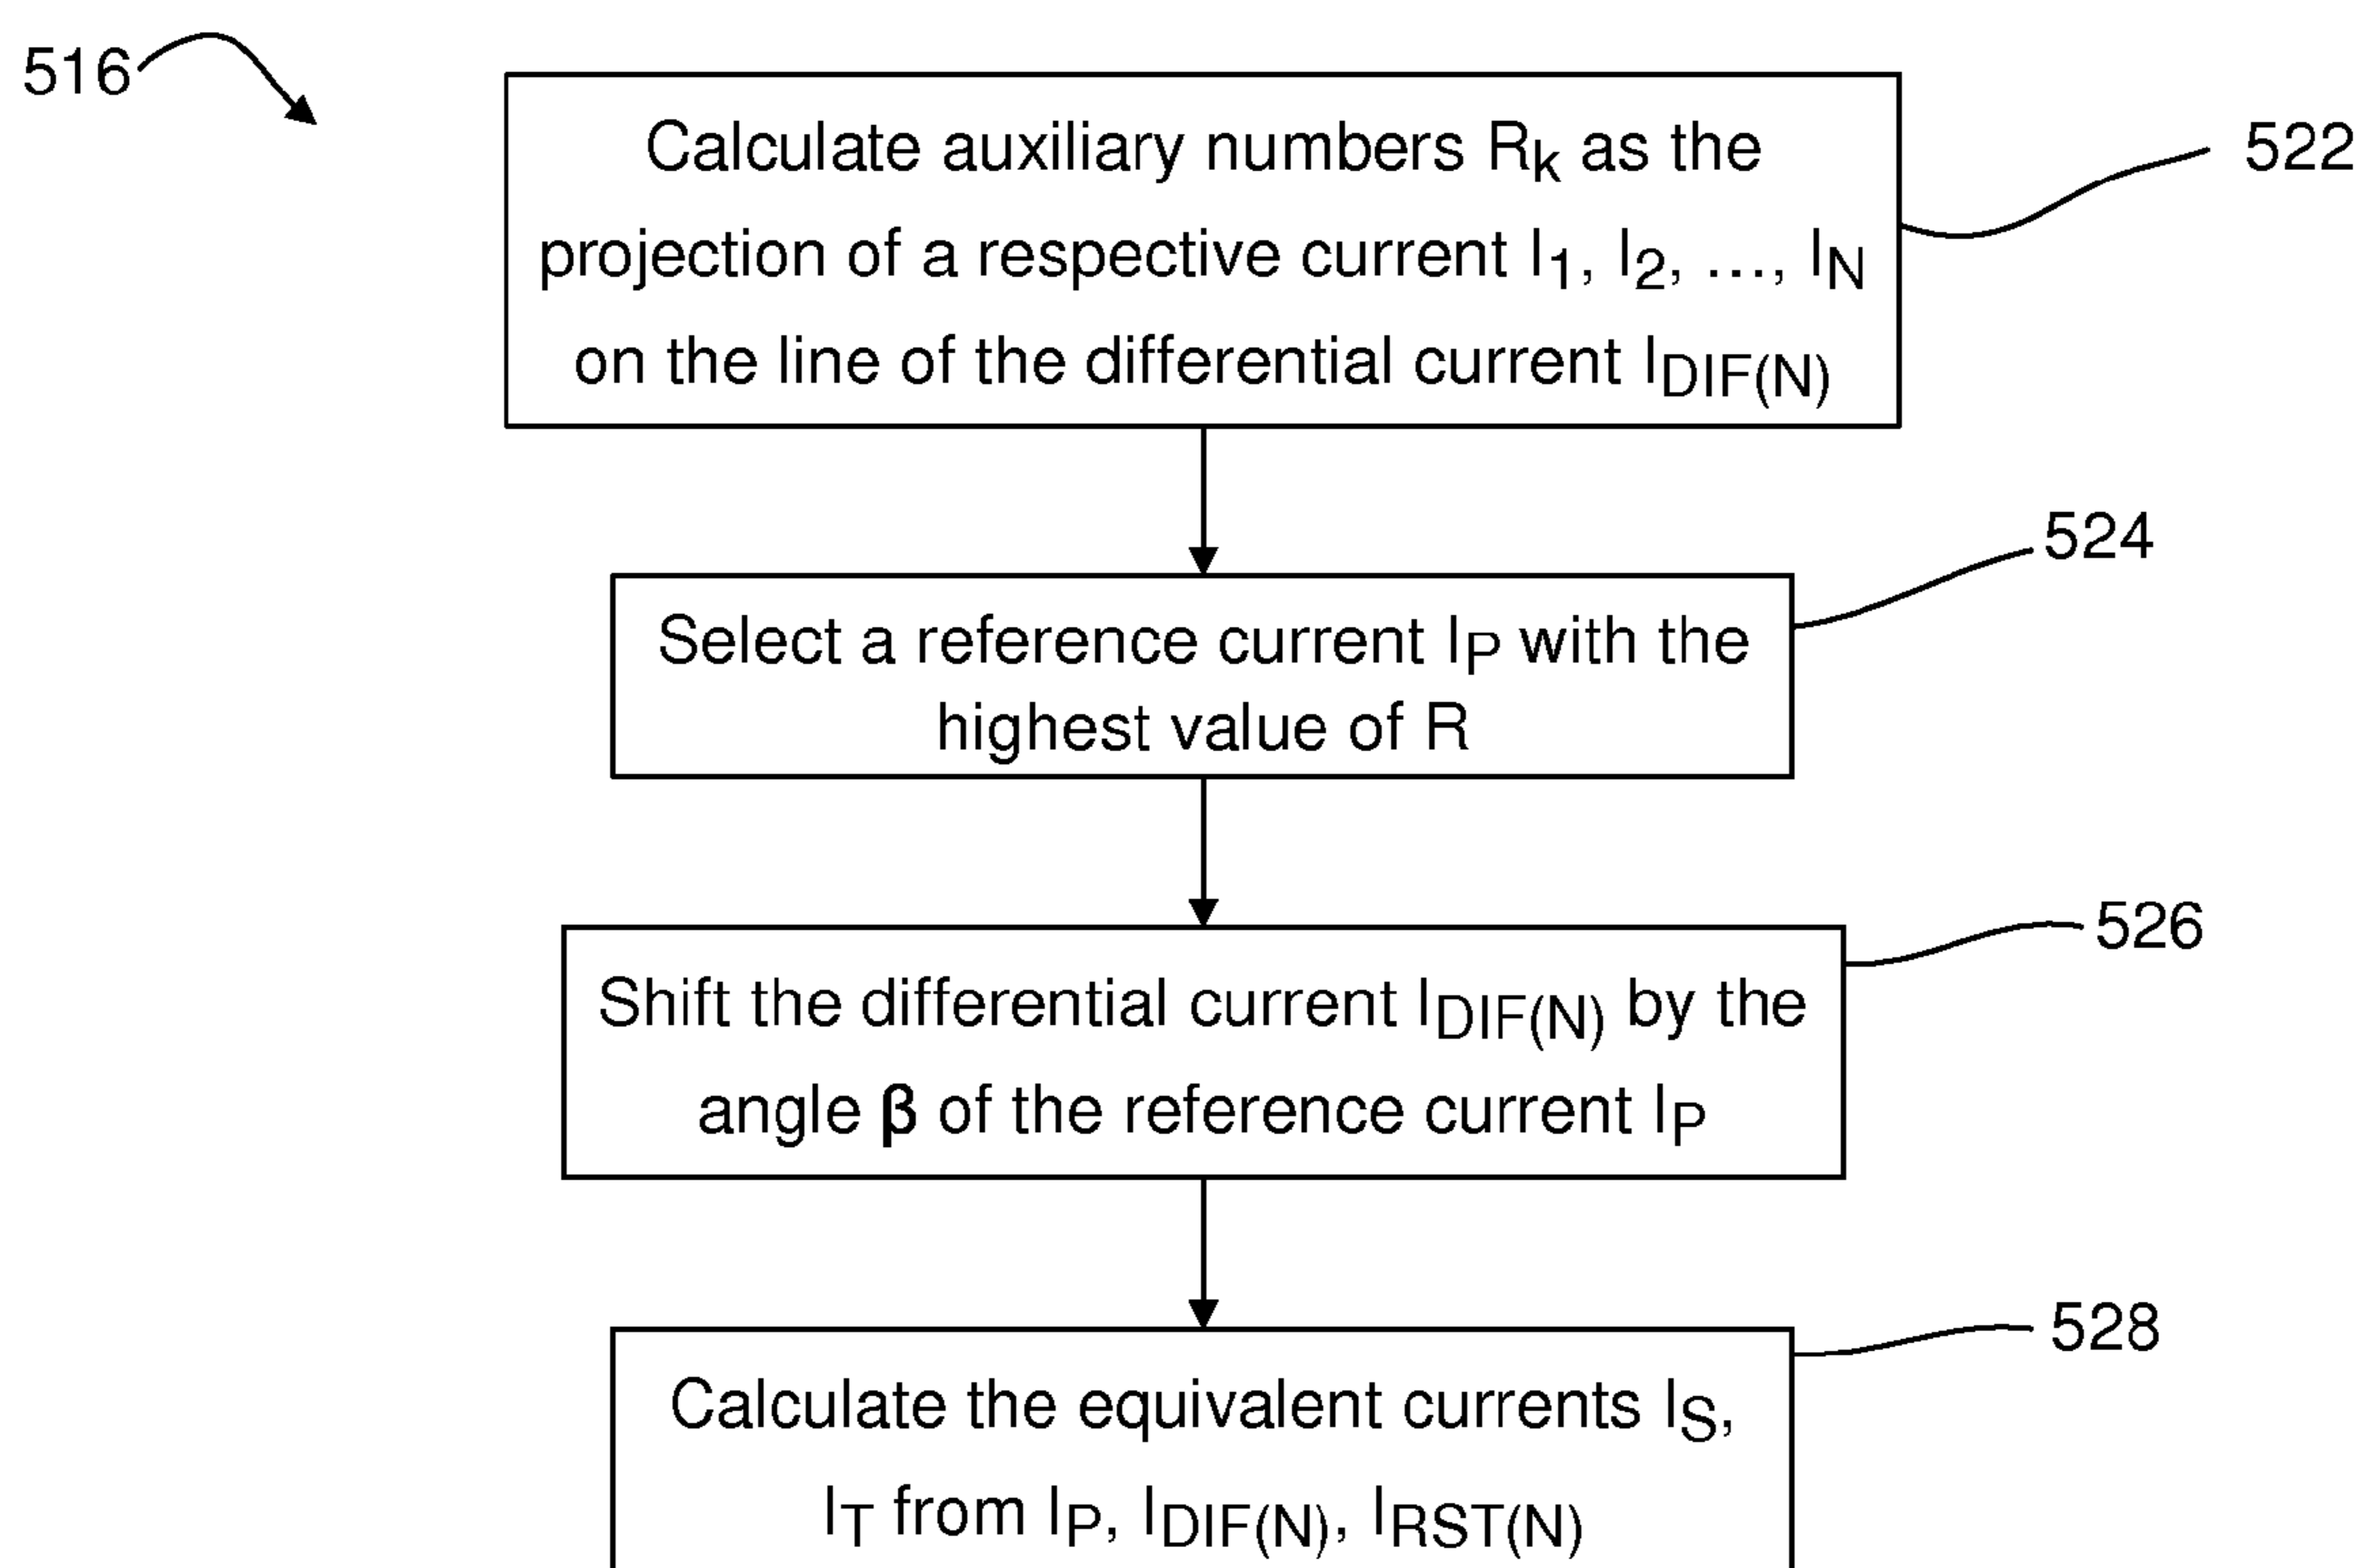 516
Calculate auxiliary numbers Rk as the
522
projection of a respective current I1, I2, ..., IN
on the line of the differential current IDIF(N)
524
Select a reference current IP with the
highest value of R
526
Shift the differential current IDIF(N) by the
angle β of the reference current IP
528
Calculate the equivalent currents IS,
IT from IP, IDIF(N), IRST(N)